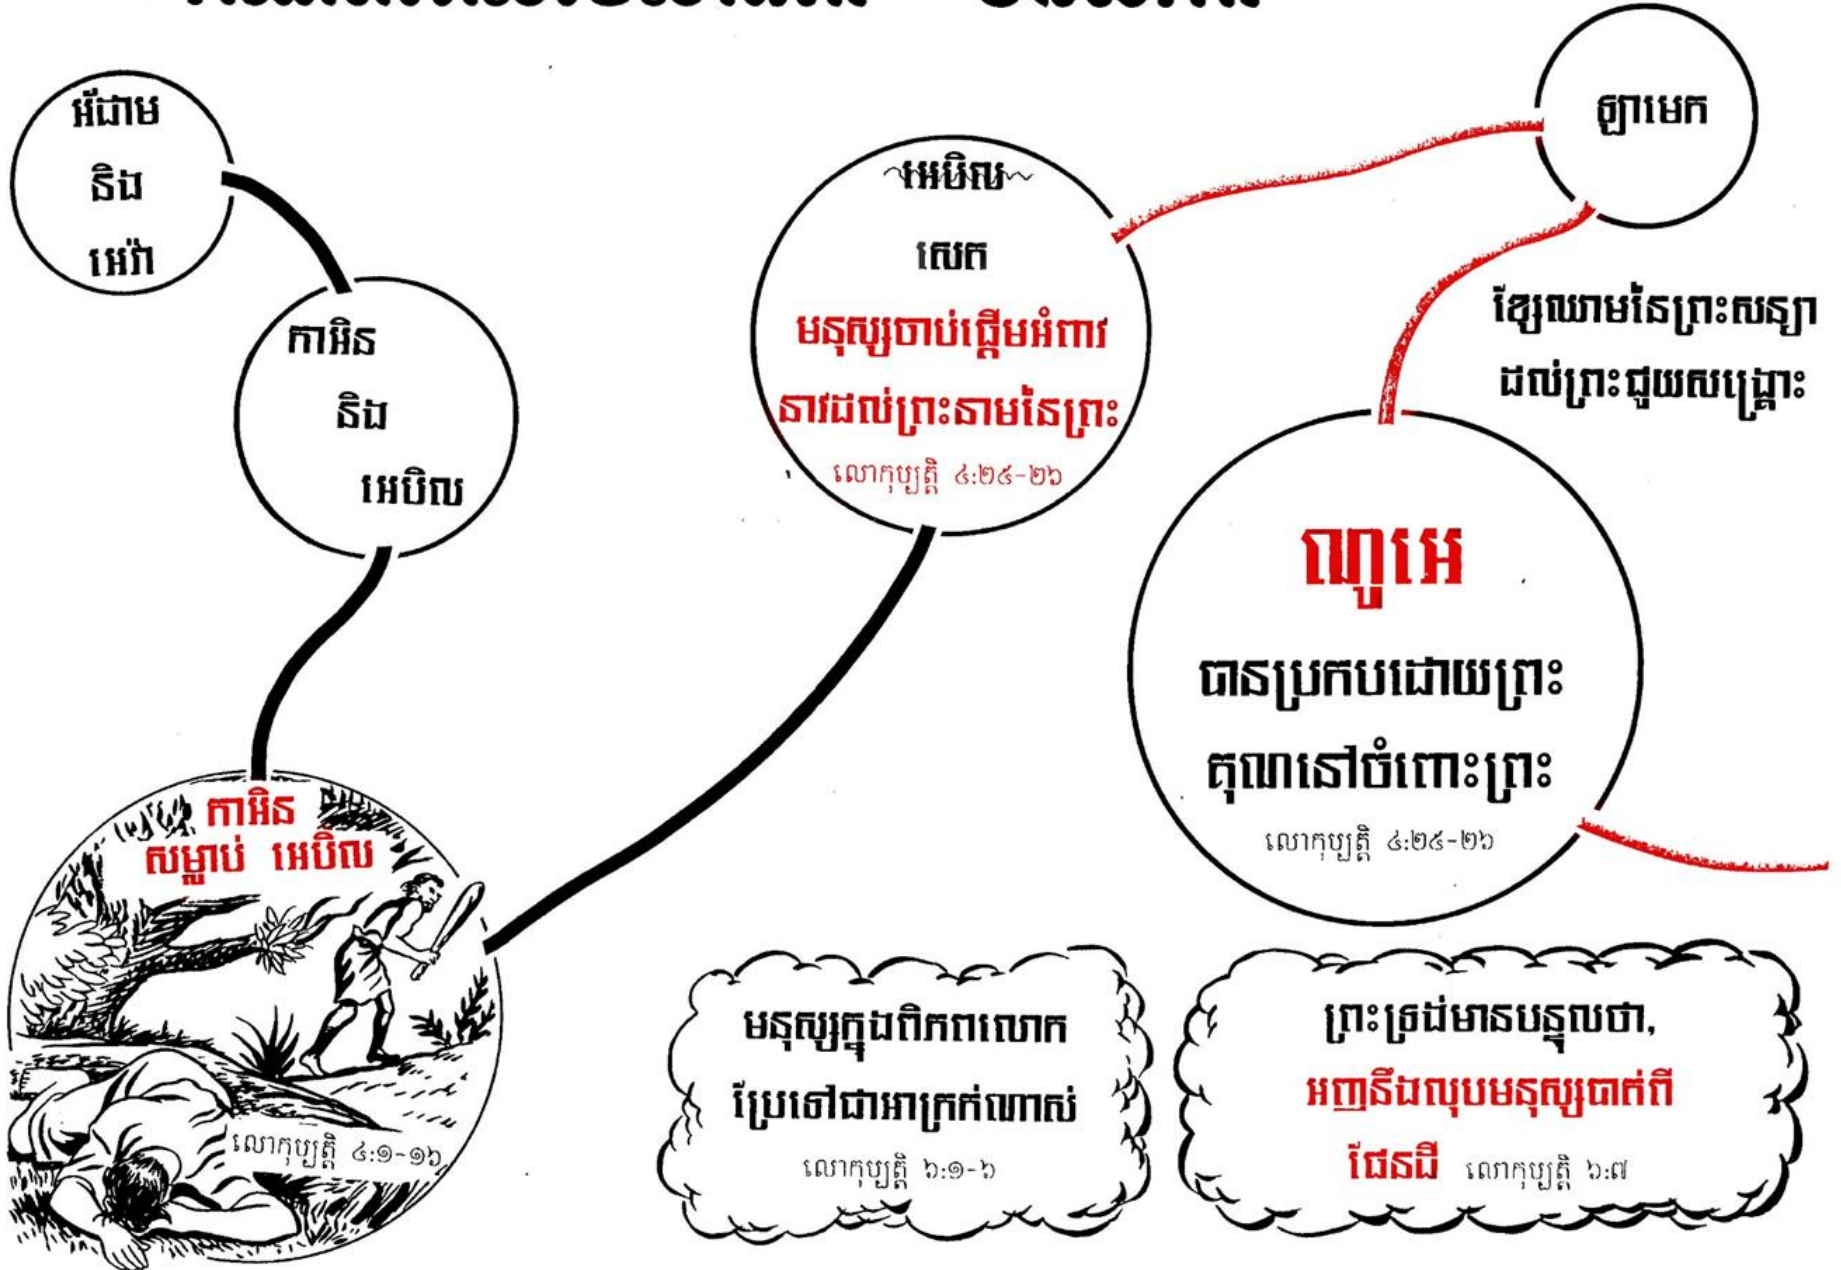 អ័ដាម
និង
អេវ៉ា
កាអិន
និង
អេបិល
កាអិន
សម្លាប់ អេបិល
លោកុប្បត្តិ ៤:១-១៦
អេបិល
សេត
មនុស្សចាប់ផ្តើមអំពាវ
នាវដល់ព្រះនាមនៃព្រះ
លោកុប្បត្តិ ៤:២៥-២៦
ឡាមេក
ខ្សែឈាមនៃព្រះសន្យា
ដល់ព្រះជួយសង្គ្រោះ
ណូអេ
បានប្រកបដោយព្រះ
គុណនៅចំពោះព្រះ
លោកុប្បត្តិ ៤:២៥-២៦
មនុស្សក្នុងពិភពលោក
ប្រែទៅជាអាក្រក់ណាស់
លោកុប្បត្តិ ៦:១-៦
ព្រះទ្រង់មានបន្ទូលថា,
អញនឹងលុបមនុស្សបាត់ពី
ផែនដី លោកុប្បត្តិ ៦:៧